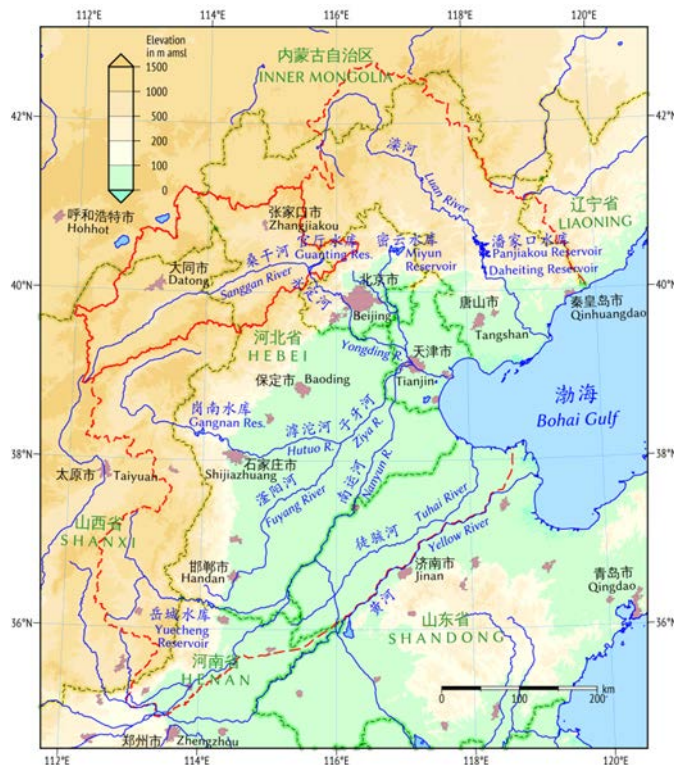 112°E
114°E
116°E
118°E
120°E
Elevation
in m amsl
1500
1000
500
200
100
0
内蒙古自治区
INNER MONGOLIA
42°N
42°N
滦河
Luan River
辽宁省
LIAONING
呼和浩特市
Hohhot
张家口市
Zhangjiakou
官厅水库
Guanting Res.
密云水库
Miyun
Reservoir
潘家口水库
Panjiakou Reservoir
Daheiting Reservoir
大同市
Datong
桑干河
Sanggan River
40°N
40°N
永定河
北京市
Beijing
唐山市
Tangshan
秦皇岛市
Qinhuangdao
河北省
HEBEI
Yongding R.
天津市
Tianjin
保定市
Baoding
渤海
Bohai Gulf
岗南水库
Gangnan Res.
滹沱河
Hutuo R.
子牙河
Ziya R.
38°N
38°N
太原市
Taiyuan
石家庄市
Shijiazhuang
滏阳河
Fuyang River
南运河
Nanyun R.
山西省
SHANXI
徒骇河
Tuhai River
Yellow River
黄河
邯郸市
Handan
济南市
Jinan
青岛市
Qingdao
36°N
36°N
岳城水库
Yuecheng
Reservoir
山东省
SHANDONG
河南省
HENAN
0
100
200
km
郑州市
Zhengzhou
112°E
114°E
116°E
118°E
120°E